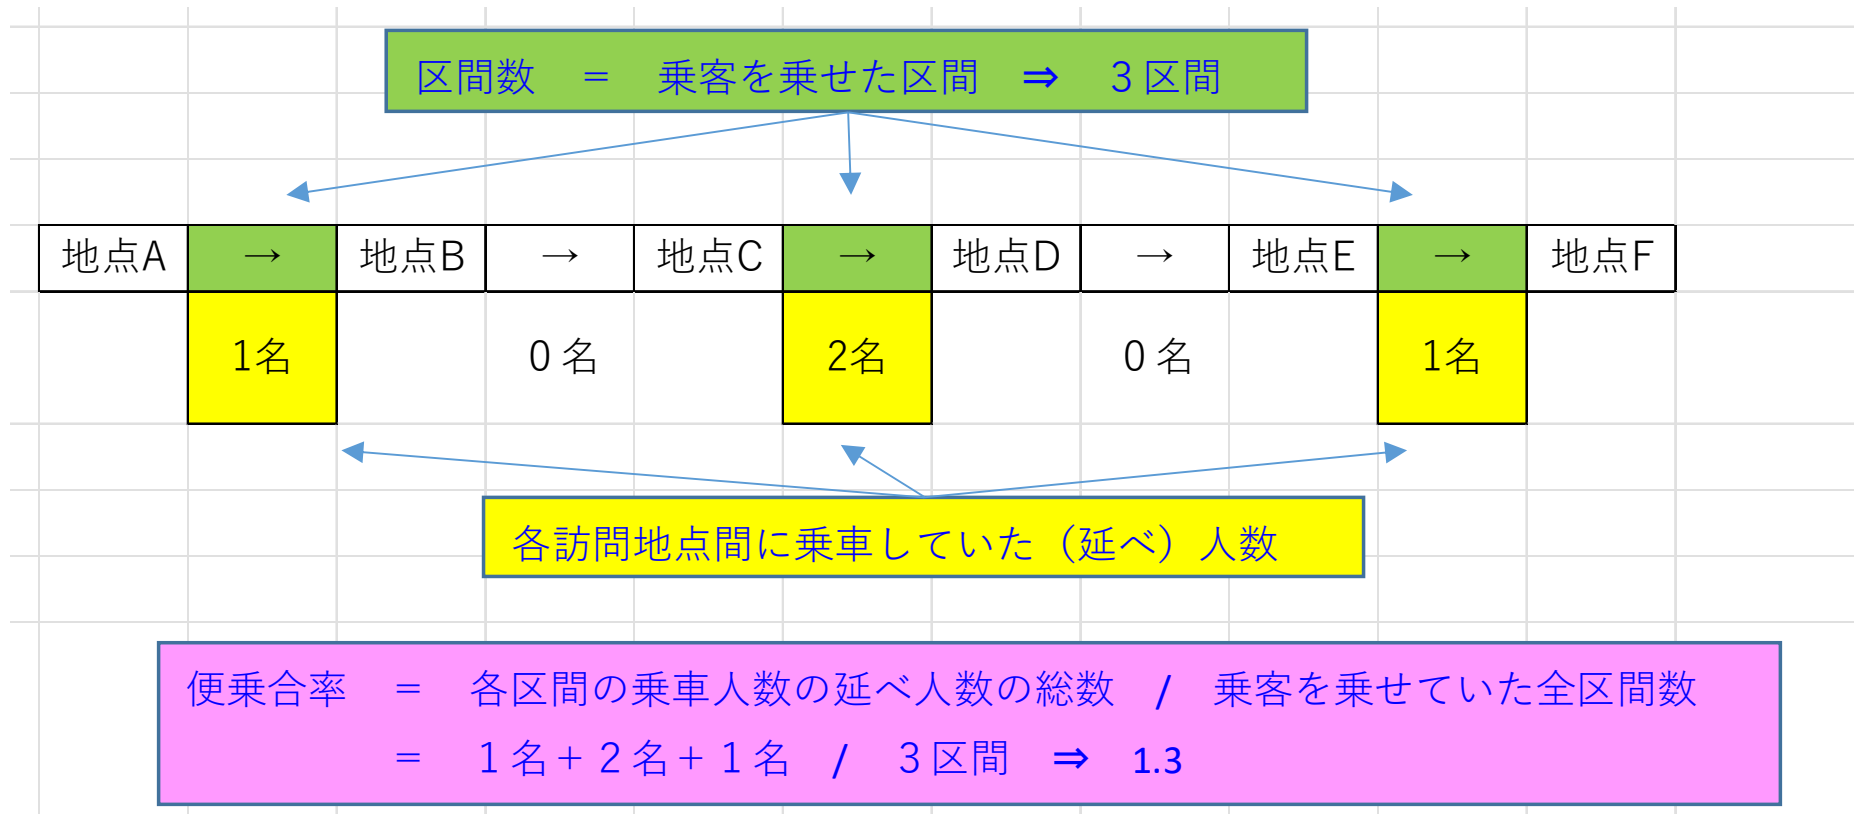 区間数　＝　乗客を乗せた区間　⇒　３区間
地点A → 地点B → 地点C → 地点D → 地点E → 地点F
1名 ０名 2名 ０名 1名
各訪問地点間に乗車していた（延べ）人数
便乗合率　＝　各区間の乗車人数の延べ人数の総数　/　乗客を乗せていた全区間数
＝　１名＋２名＋１名　/　３区間　⇒　1.3